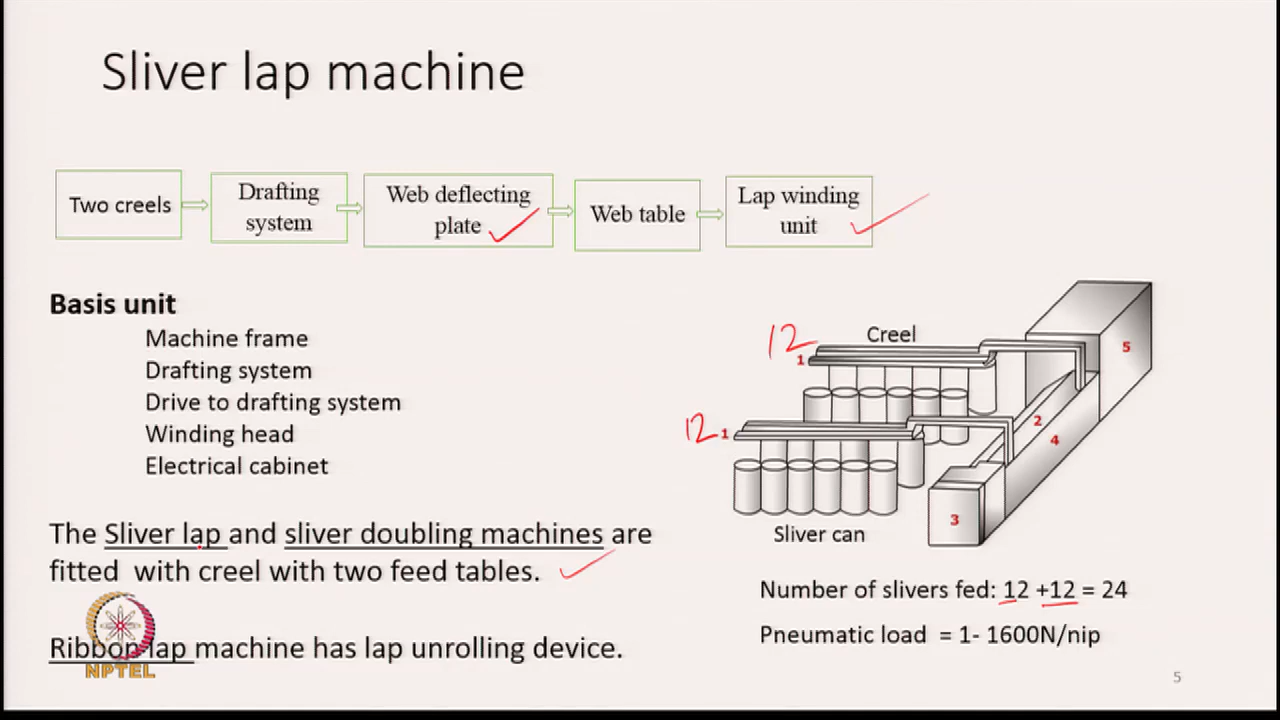 Sliver lap machine
Two creels
Drafting
system
Web deflecting
plate
Web table
Lap winding
unit
Basis unit
Machine frame
Drafting system
Drive to drafting system
Winding head
Electrical cabinet
The Sliver lap and sliver doubling machines are
fitted with creel with two feed tables.
Ribbon lap machine has lap unrolling device.
NPTEL
12
Creel
1
5
12
1
2
4
3
Sliver can
Number of slivers fed: 12 +12 = 24
Pneumatic load = 1- 1600N/nip
5